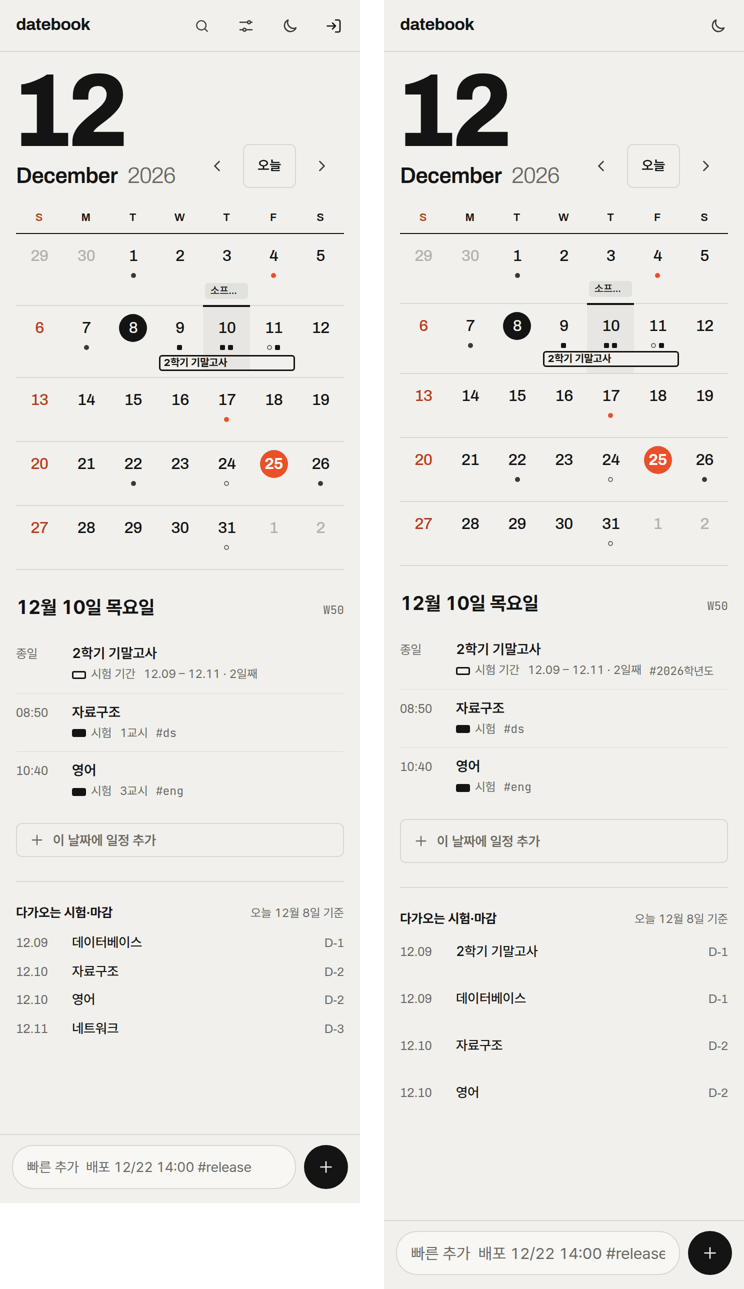 datebook
12
December 2026
오늘
S M T W T F S
29 30 1 2 3 4 5
소프...
6 7 8 9 10 11 12
2학기 기말고사
13 14 15 16 17 18 19
20 21 22 23 24 25 26
27 28 29 30 31 1 2
12월 10일 목요일 W50
종일 2학기 기말고사
시험 기간 12.09 – 12.11 · 2일째
08:50 자료구조
시험 1교시 #ds
10:40 영어
시험 3교시 #eng
이 날짜에 일정 추가
다가오는 시험·마감 오늘 12월 8일 기준
12.09 데이터베이스 D-1
12.10 자료구조 D-2
12.10 영어 D-2
12.11 네트워크 D-3
빠른 추가 배포 12/22 14:00 #release
datebook
12
December 2026
오늘
S M T W T F S
29 30 1 2 3 4 5
소프...
6 7 8 9 10 11 12
2학기 기말고사
13 14 15 16 17 18 19
20 21 22 23 24 25 26
27 28 29 30 31 1 2
12월 10일 목요일 W50
종일 2학기 기말고사
시험 기간 12.09 – 12.11 · 2일째 #2026학년도
08:50 자료구조
시험 #ds
10:40 영어
시험 #eng
이 날짜에 일정 추가
다가오는 시험·마감 오늘 12월 8일 기준
12.09 2학기 기말고사 D-1
12.09 데이터베이스 D-1
12.10 자료구조 D-2
12.10 영어 D-2
빠른 추가 배포 12/22 14:00 #release